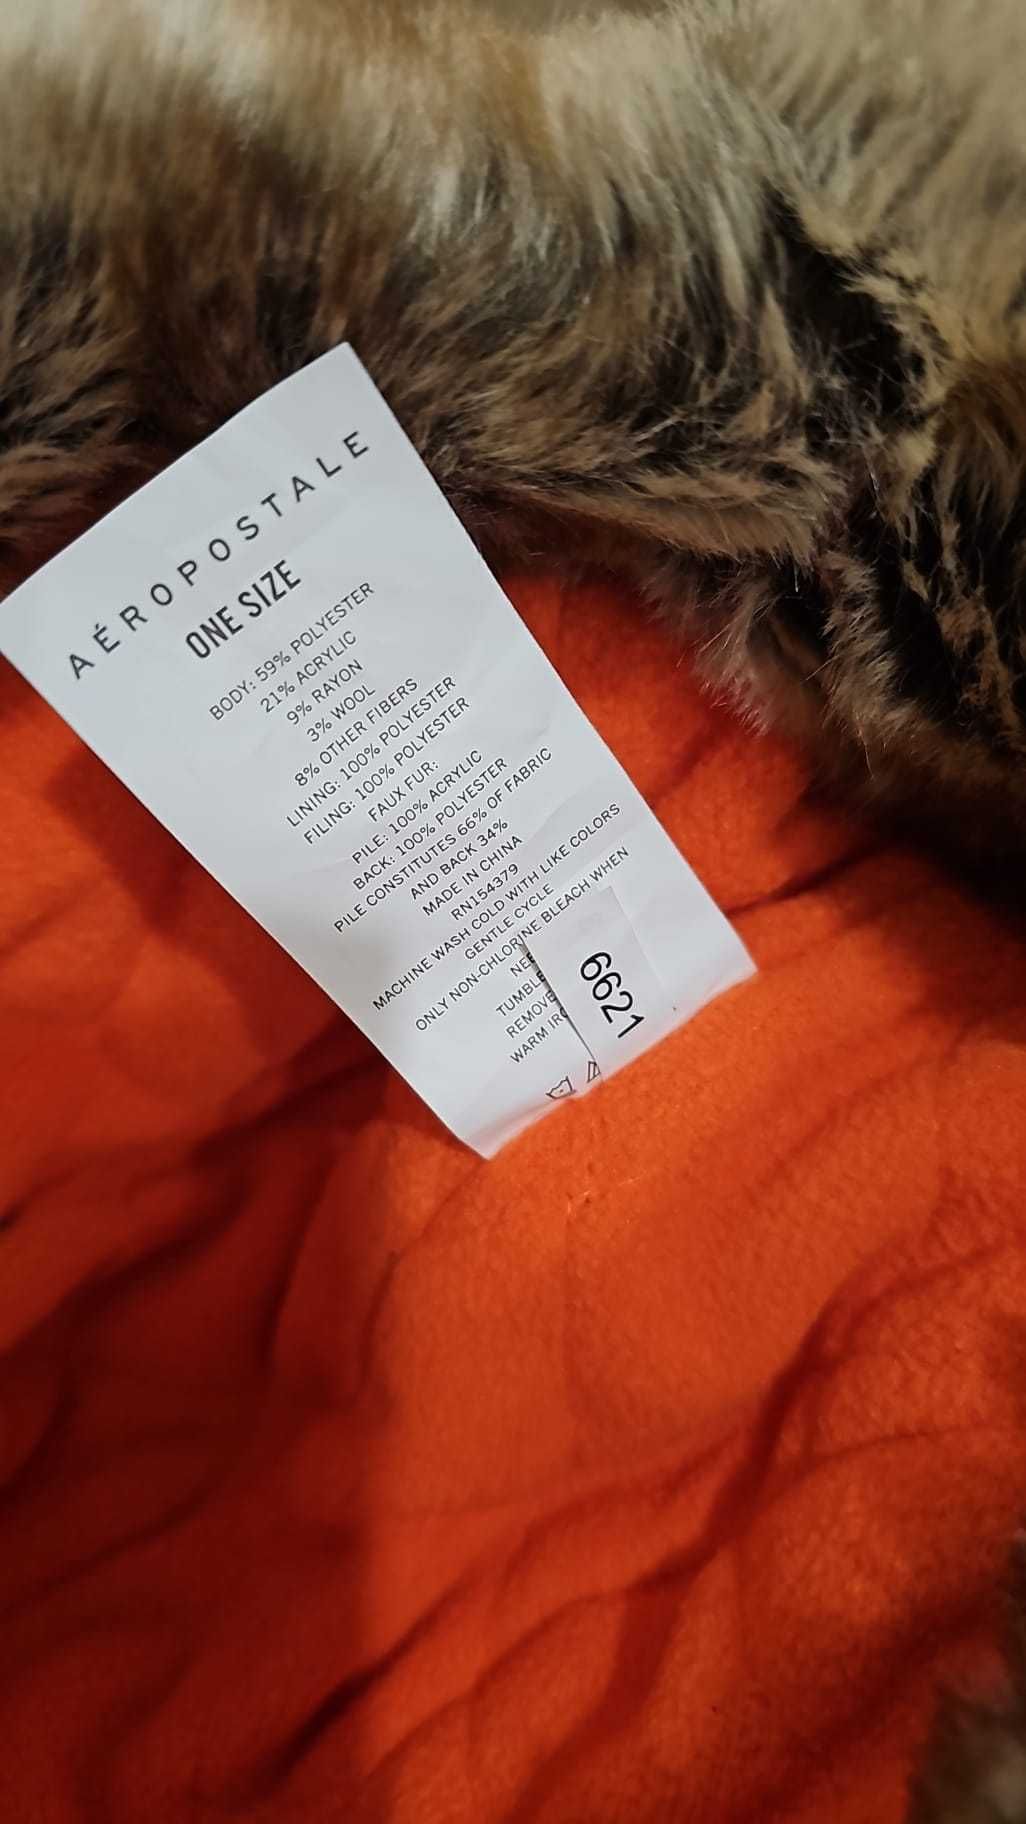 AÉROPOSTALE
ONE SIZE
BODY: 59% POLYESTER
21% ACRYLIC
9% RAYON
3% WOOL
8% OTHER FIBERS
LINING: 100% POLYESTER
FILING: 100% POLYESTER
FAUX FUR:
PILE: 100% ACRYLIC
BACK: 100% POLYESTER
PILE CONSTITUTES 66% OF FABRIC
AND BACK 34%
MADE IN CHINA
RN154379
MACHINE WASH COLD WITH LIKE COLORS
GENTLE CYCLE
ONLY NON-CHLORINE BLEACH WHEN
TUMBLE
REMOVE
WARM
6621